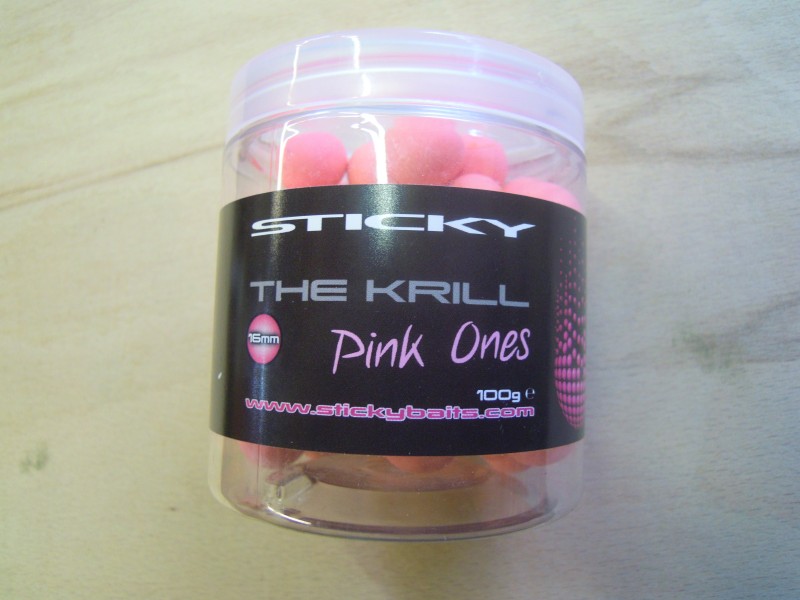 STICKY
THE KRILL
16mm
Pink Ones
100g e
www.stickybaits.com